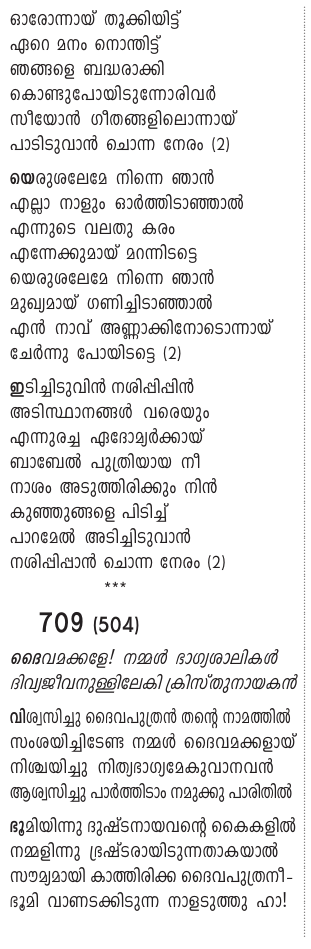 ഓരോന്നായ് തൂക്കിയിട്ട്
ഏറെ മനം നൊന്തിട്ട്
ഞങ്ങളെ ബദ്ധരാക്കി
കൊണ്ടുപോയിടുന്നോരിവർ
സീയോൻ ഗീതങ്ങളിലൊന്നായ്
പാടിടുവാൻ ചൊന്ന നേരം (2)
യെരുശലേമേ നിന്നെ ഞാൻ
എല്ലാ നാളും ഓർത്തിടാഞ്ഞാൽ
എന്നുടെ വലതു കരം
എന്നേക്കുമായ് മറന്നിടട്ടെ
യെരുശലേമേ നിന്നെ ഞാൻ
മുഖ്യമായ് ഗണിച്ചിടാഞ്ഞാൽ
എൻ നാവ് അണ്ണാക്കിനോടൊന്നായ്
ചേർന്നു പോയിടട്ടെ (2)
ഇടിച്ചിടുവിൻ നശിപ്പിപ്പിൻ
അടിസ്ഥാനങ്ങൾ വരെയും
എന്നുരച്ച ഏദോമ്യർക്കായ്
ബാബേൽ പുത്രിയായ നീ
നാശം അടുത്തിരിക്കും നിൻ
കുഞ്ഞുങ്ങളെ പിടിച്ച്
പാറമേൽ അടിച്ചിടുവാൻ
നശിപ്പിപ്പാൻ ചൊന്ന നേരം (2)
***
709 (504)
ദൈവമക്കളേ! നമ്മൾ ഭാഗ്യശാലികൾ
ദിവ്യജീവനുള്ളിലേകി ക്രിസ്തുനായകൻ
വിശ്വസിച്ചു ദൈവപുത്രൻ തന്റെ നാമത്തിൽ
സംശയിച്ചിടേണ്ട നമ്മൾ ദൈവമക്കളായ്
നിശ്ചയിച്ചു നിത്യഭാഗ്യമേകുവാനവൻ
ആശ്വസിച്ചു പാർത്തിടാം നമുക്കു പാരിതിൽ
ഭൂമിയിന്നു ദുഷ്ടനായവന്റെ കൈകളിൽ
നമ്മളിന്നു ഭ്രഷ്ടരായിടുന്നതാകയാൽ
സൗമ്യമായി കാത്തിരിക്ക ദൈവപുത്രനീ-
ഭൂമി വാണടക്കിടുന്ന നാളടുത്തു ഹാ!